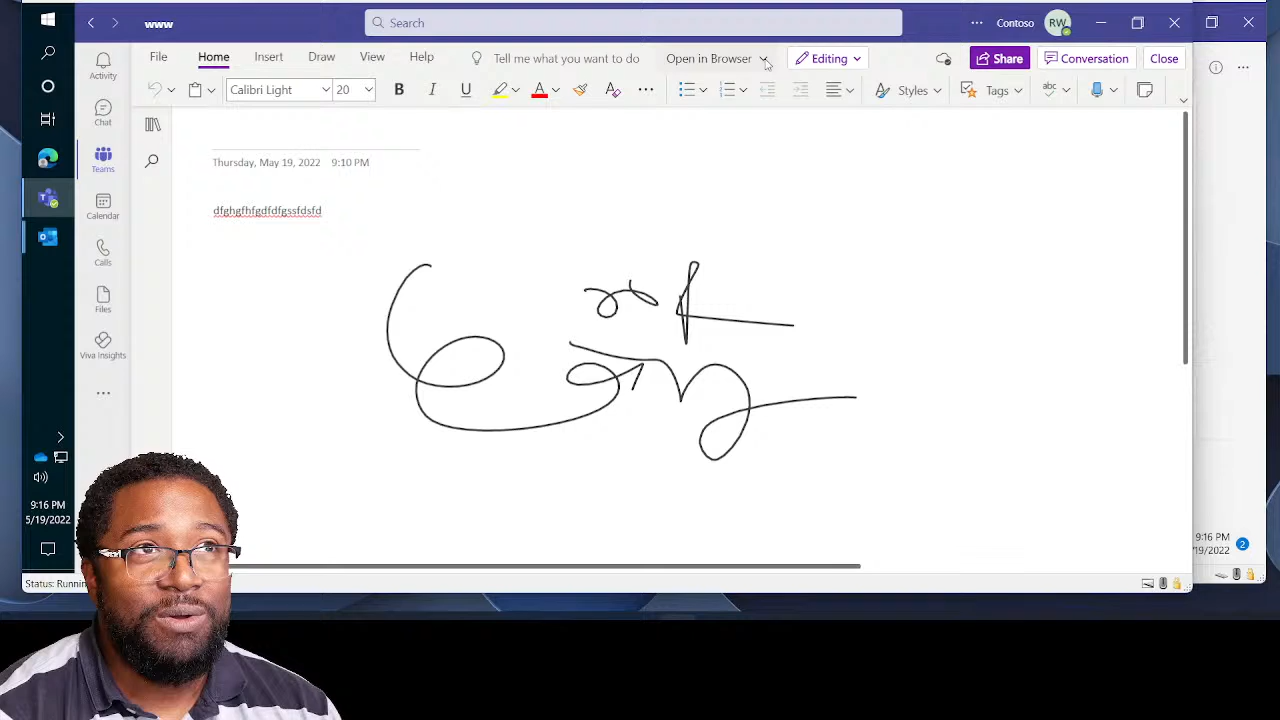 www
Search
Contoso
RW
File Home Insert Draw View Help Tell me what you want to do Open in Browser Editing Share Conversation Close
Calibri Light 20 B I U A Styles Tags abc
Activity
Chat
Teams
Calendar
Calls
Files
Viva Insights
Thursday, May 19, 2022 9:10 PM
dfghgfhfgdfdfgssfdsfd
9:16 PM
5/19/2022
9:16 PM
/19/2022
2
Status: Runnin